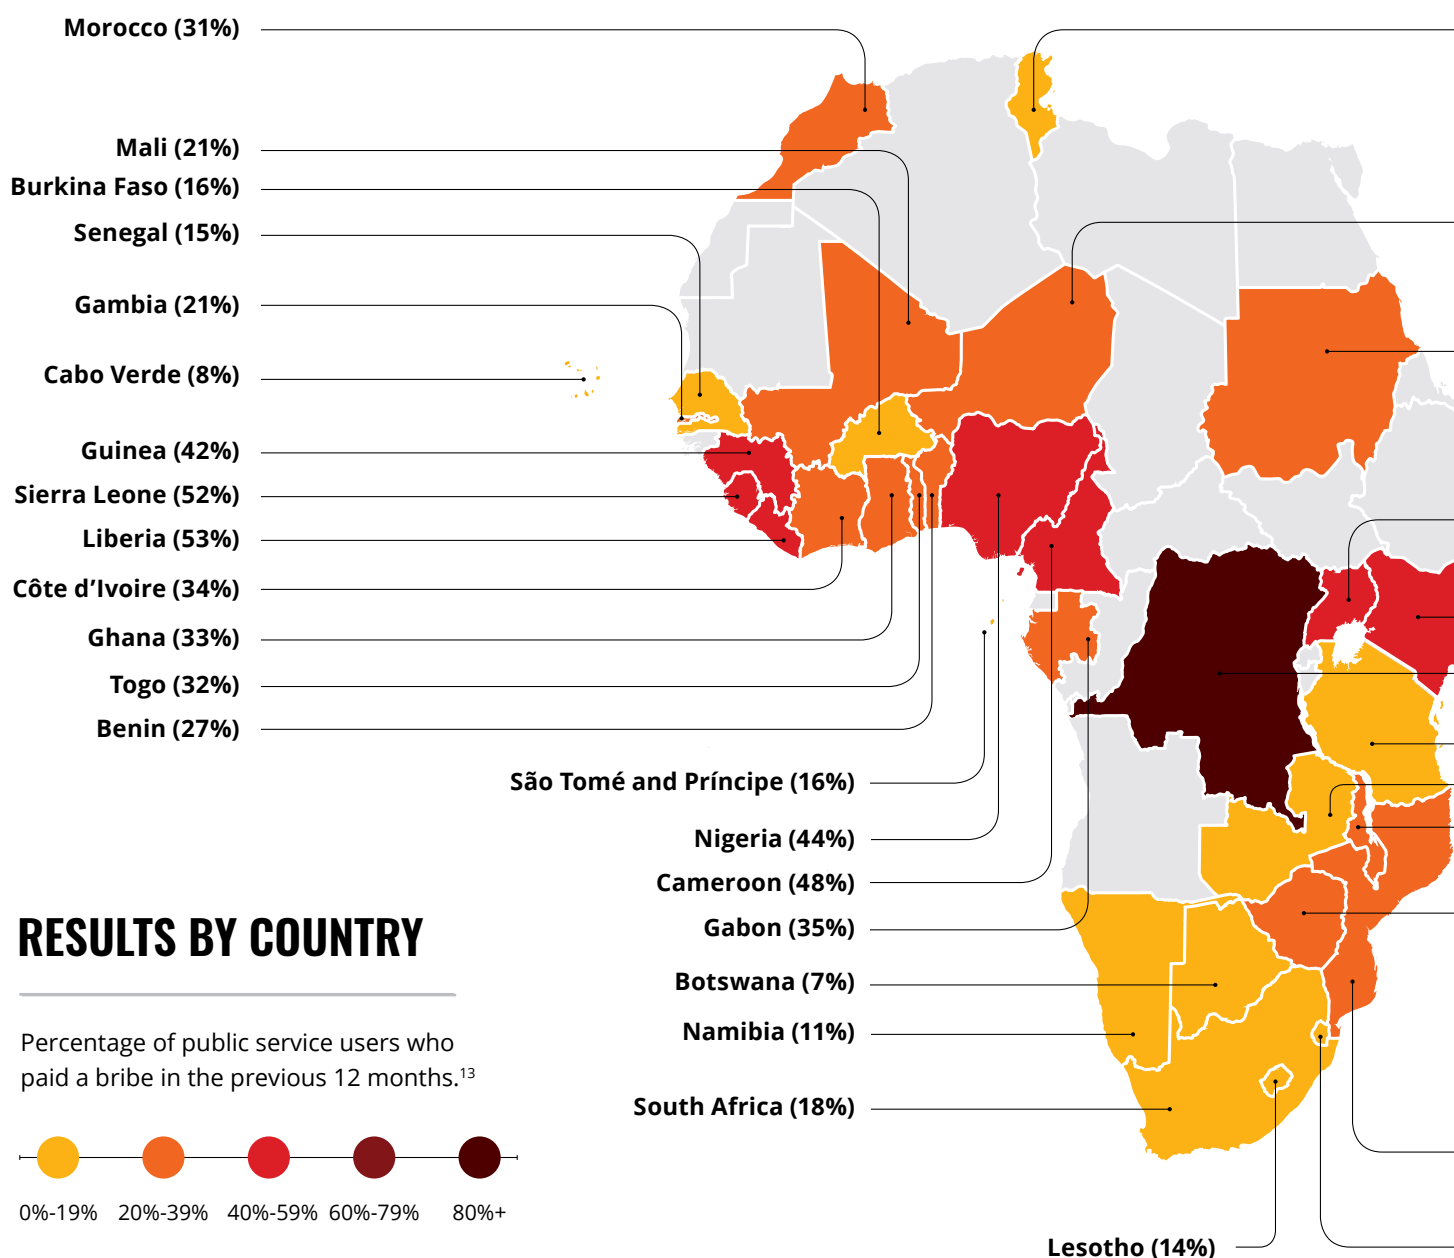 Morocco (31%)
Mali (21%)
Burkina Faso (16%)
Senegal (15%)
Gambia (21%)
Cabo Verde (8%)
Guinea (42%)
Sierra Leone (52%)
Liberia (53%)
Côte d’Ivoire (34%)
Ghana (33%)
Togo (32%)
Benin (27%)
São Tomé and Príncipe (16%)
Nigeria (44%)
Cameroon (48%)
Gabon (35%)
Botswana (7%)
Namibia (11%)
South Africa (18%)
Lesotho (14%)
RESULTS BY COUNTRY
Percentage of public service users who
paid a bribe in the previous 12 months.¹³
0%-19% 20%-39% 40%-59% 60%-79% 80%+